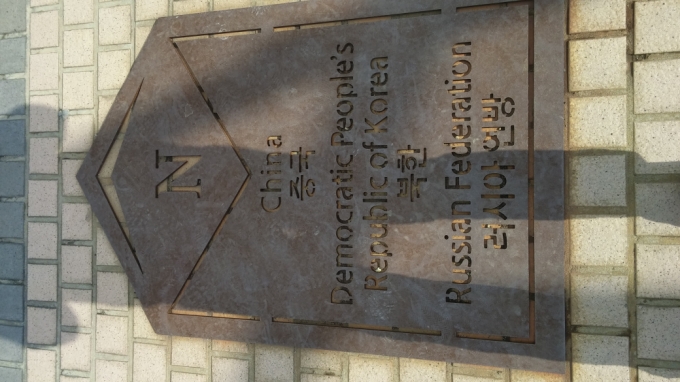 N
China
중국
Democratic People's
Republic of Korea
북한
Russian Federation
러시아 연방